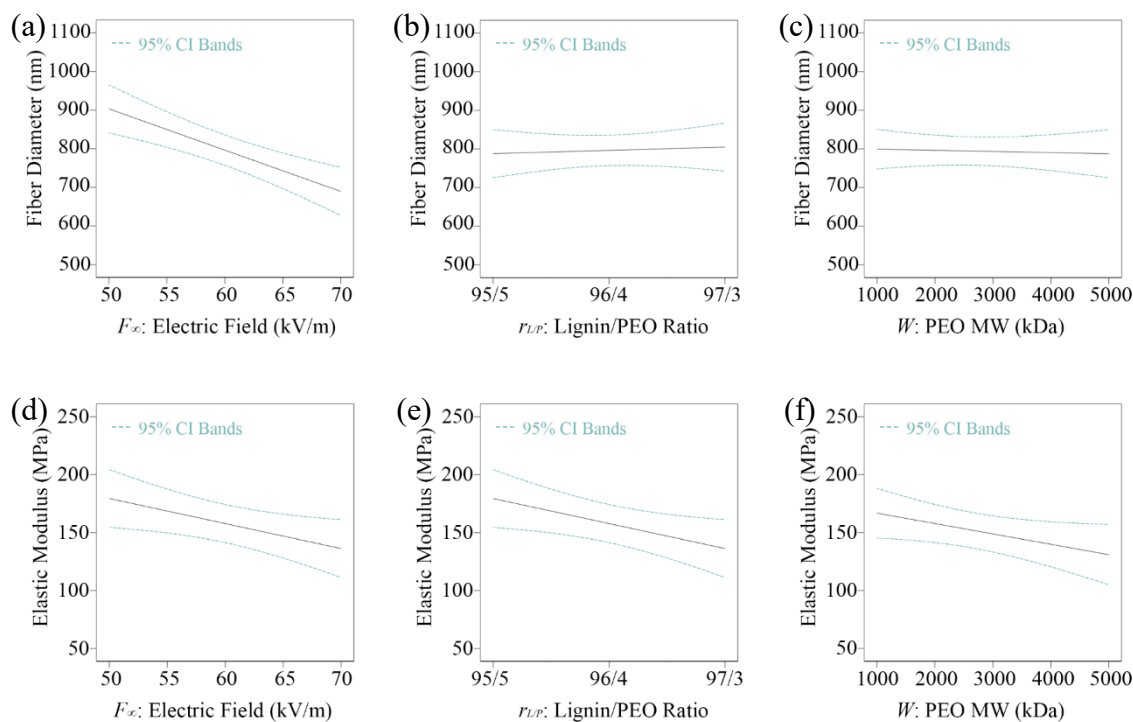 (a)
1100
1000
900
800
700
600
500
Fiber Diameter (nm)
95% CI Bands
50 55 60 65 70
F∞: Electric Field (kV/m)
(b)
1100
1000
900
800
700
600
500
Fiber Diameter (nm)
95% CI Bands
95/5 96/4 97/3
rL/P: Lignin/PEO Ratio
(c)
1100
1000
900
800
700
600
500
Fiber Diameter (nm)
95% CI Bands
1000 2000 3000 4000 5000
W: PEO MW (kDa)
(d)
250
200
150
100
50
Elastic Modulus (MPa)
95% CI Bands
50 55 60 65 70
F∞: Electric Field (kV/m)
(e)
250
200
150
100
50
Elastic Modulus (MPa)
95% CI Bands
95/5 96/4 97/3
rL/P: Lignin/PEO Ratio
(f)
250
200
150
100
50
Elastic Modulus (MPa)
95% CI Bands
1000 2000 3000 4000 5000
W: PEO MW (kDa)